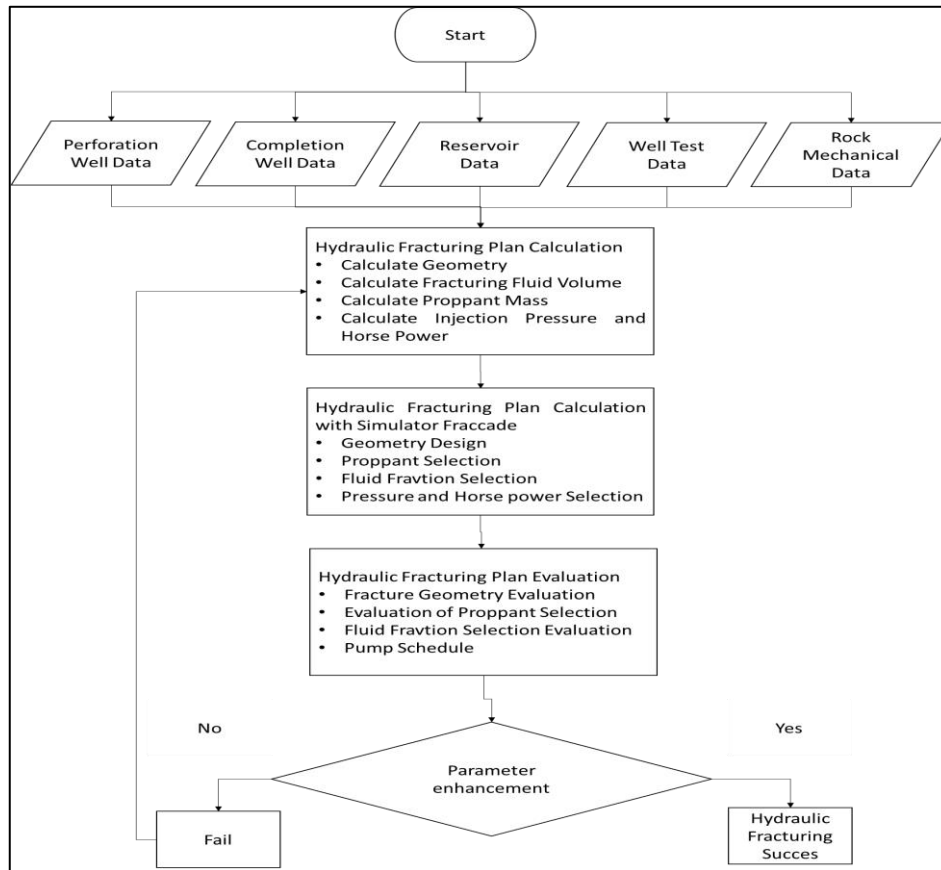 Start
Perforation
Well Data
Completion
Well Data
Reservoir
Data
Well Test
Data
Rock
Mechanical
Data
Hydraulic Fracturing Plan Calculation
• Calculate Geometry
• Calculate Fracturing Fluid Volume
• Calculate Proppant Mass
• Calculate Injection Pressure and
Horse Power
Hydraulic Fracturing Plan Calculation
with Simulator Fraccade
• Geometry Design
• Proppant Selection
• Fluid Fravtion Selection
• Pressure and Horse power Selection
Hydraulic Fracturing Plan Evaluation
• Fracture Geometry Evaluation
• Evaluation of Proppant Selection
• Fluid Fravtion Selection Evaluation
• Pump Schedule
No
Yes
Parameter
enhancement
Fail
Hydraulic
Fracturing
Succes